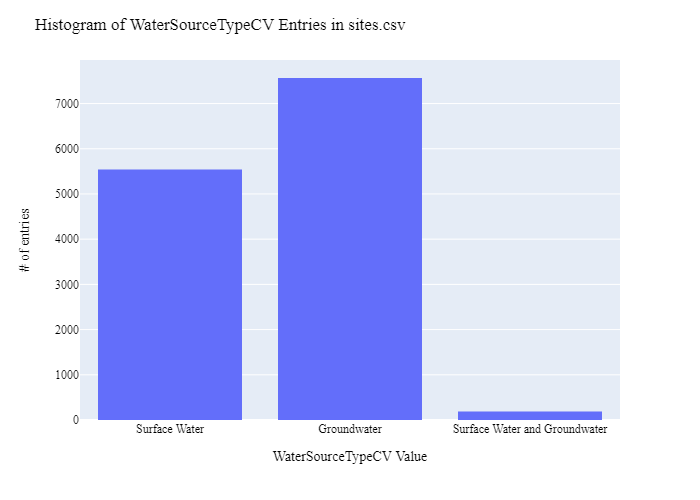 Histogram of WaterSourceTypeCV Entries in sites.csv
# of entries
7000
6000
5000
4000
3000
2000
1000
0
Surface Water Groundwater Surface Water and Groundwater
WaterSourceTypeCV Value